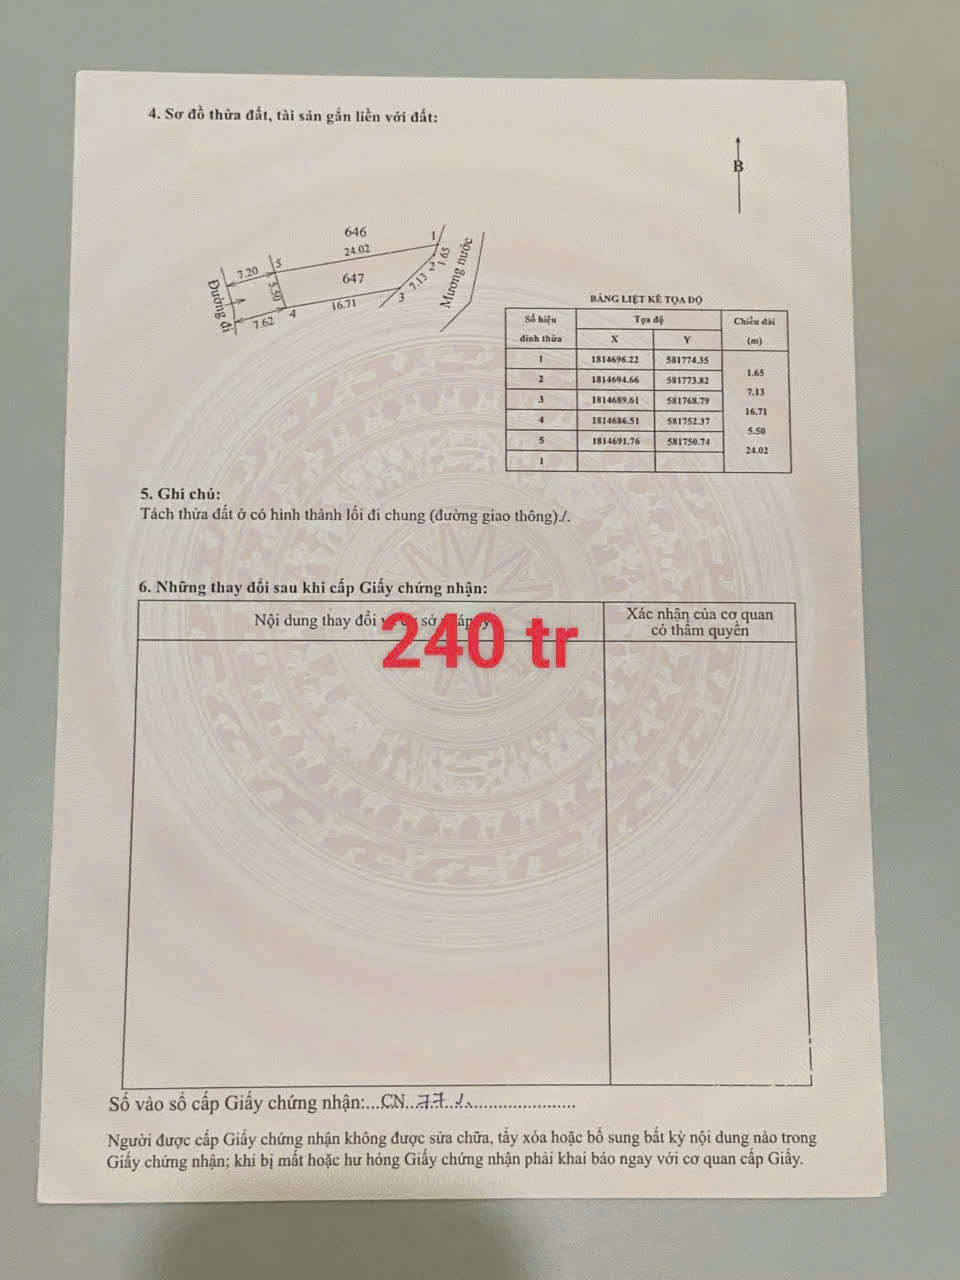 4. Sơ đồ thửa đất, tài sản gắn liền với đất:
B
646
1
24.02
5
7.20
1.65
2
647
5.50
7.13
Mương nước
Đường đi
16.71
3
4
7.62
BẢNG LIỆT KÊ TỌA ĐỘ
Số hiệu đỉnh thửa Tọa độ Chiều dài (m)
X Y
1 1814696.22 581774.35
1.65
2 1814694.66 581773.82
7.13
3 1814689.61 581768.79
16.71
4 1814686.51 581752.37
5.50
5 1814691.76 581750.74
24.02
1
5. Ghi chú:
Tách thửa đất ở có hình thành lối đi chung (đường giao thông)./.
6. Những thay đổi sau khi cấp Giấy chứng nhận:
Nội dung thay đổi sở
240 tr
Xác nhận của cơ quan
có thẩm quyền
Số vào sổ cấp Giấy chứng nhận:...CN..
Người được cấp Giấy chứng nhận không được sửa chữa, tẩy xóa hoặc bổ sung bất kỳ nội dung nào trong
Giấy chứng nhận; khi bị mất hoặc hư hỏng Giấy chứng nhận phải khai báo ngay với cơ quan cấp Giấy.